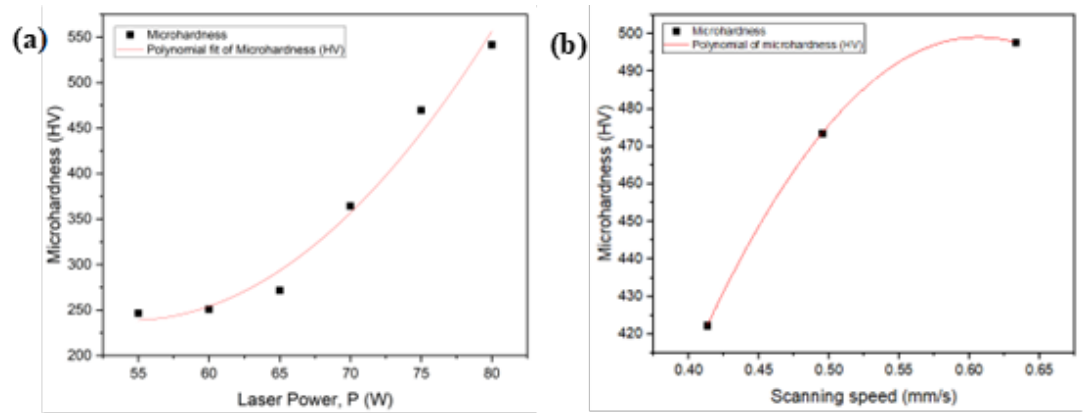 (a)
Microhardness
Polynomial fit of Microhardness (HV)
Microhardness (HV)
550
500
450
400
350
300
250
200
55 60 65 70 75 80
Laser Power, P (W)
(b)
Microhardness
Polynomial of microhardness (HV)
Microhardness (HV)
500
490
480
470
460
450
440
430
420
0.40 0.45 0.50 0.55 0.60 0.65
Scanning speed (mm/s)